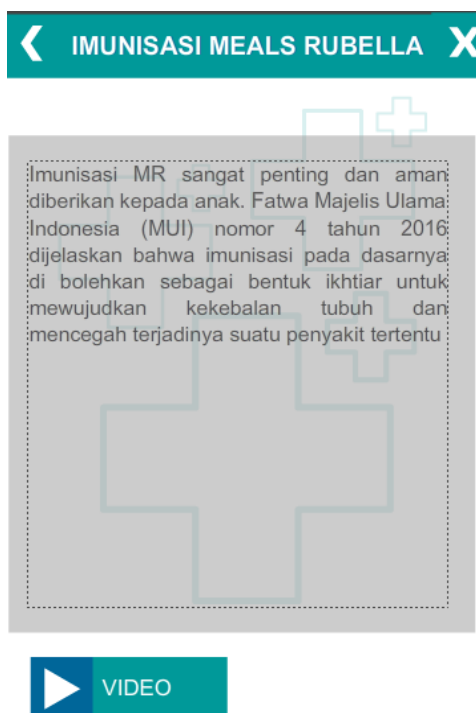 IMUNISASI MEALS RUBELLA X
Imunisasi MR sangat penting dan aman
diberikan kepada anak. Fatwa Majelis Ulama
Indonesia (MUI) nomor 4 tahun 2016
dijelaskan bahwa imunisasi pada dasarnya
di bolehkan sebagai bentuk ikhtiar untuk
mewujudkan kekebalan tubuh dan
mencegah terjadinya suatu penyakit tertentu
VIDEO